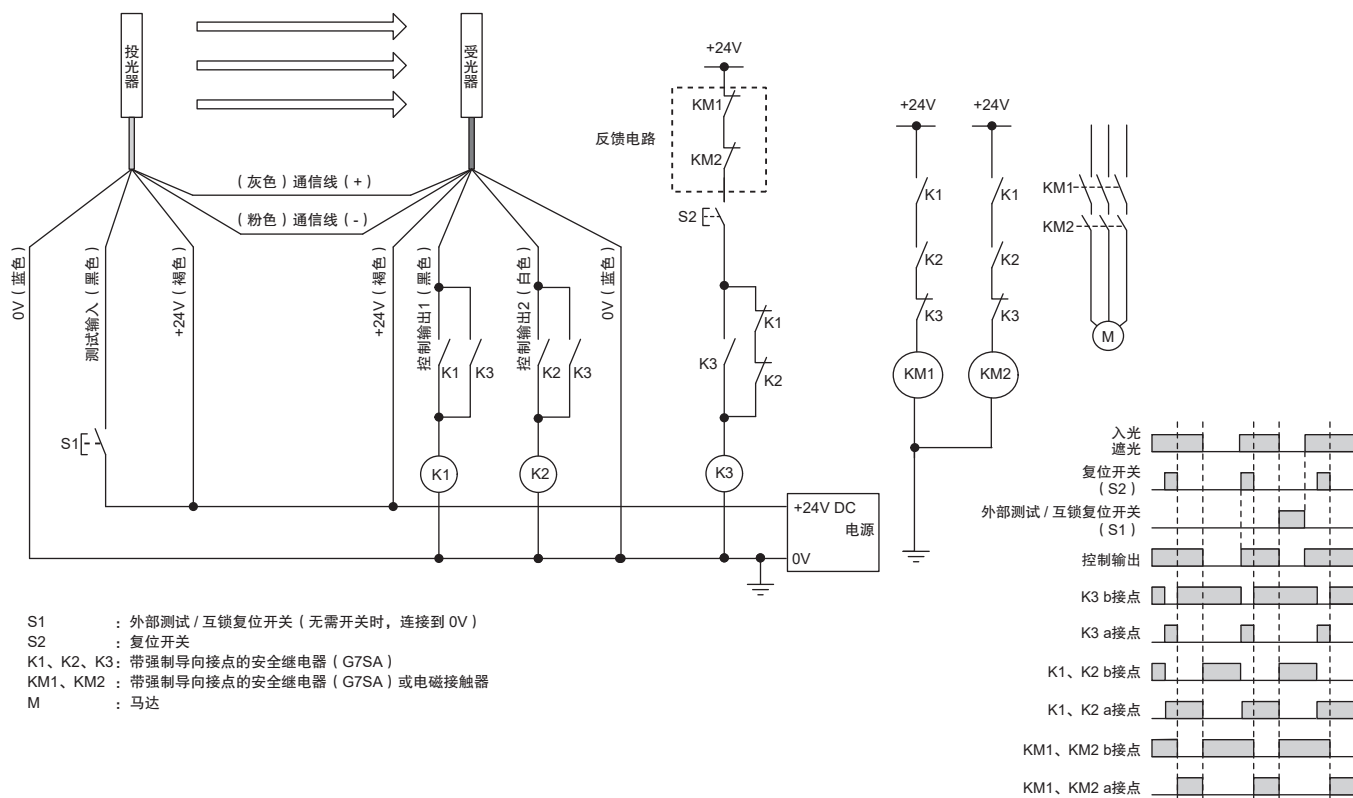 投光器
受光器
(灰色)通信线(+)
(粉色)通信线(-)
0V(蓝色)
测试输入(黑色)
+24V(褐色)
+24V(褐色)
控制输出1(黑色)
控制输出2(白色)
0V(蓝色)
S1
K1
K3
K2
K3
K1
K2
+24V
KM1
反馈电路
KM2
S2
K3
K1
K2
K3
+24V DC
电源
0V
+24V
+24V
K1
K1
K2
K2
K3
K3
KM1
KM2
KM1
KM2
M
S1 :外部测试 / 互锁复位开关(无需开关时,连接到 0V)
S2 :复位开关
K1、K2、K3:带强制导向接点的安全继电器(G7SA)
KM1、KM2 :带强制导向接点的安全继电器(G7SA)或电磁接触器
M :马达
入光
遮光
复位开关
(S2)
外部测试 / 互锁复位开关
(S1)
控制输出
K3 b接点
K3 a接点
K1、K2 b接点
K1、K2 a接点
KM1、KM2 b接点
KM1、KM2 a接点